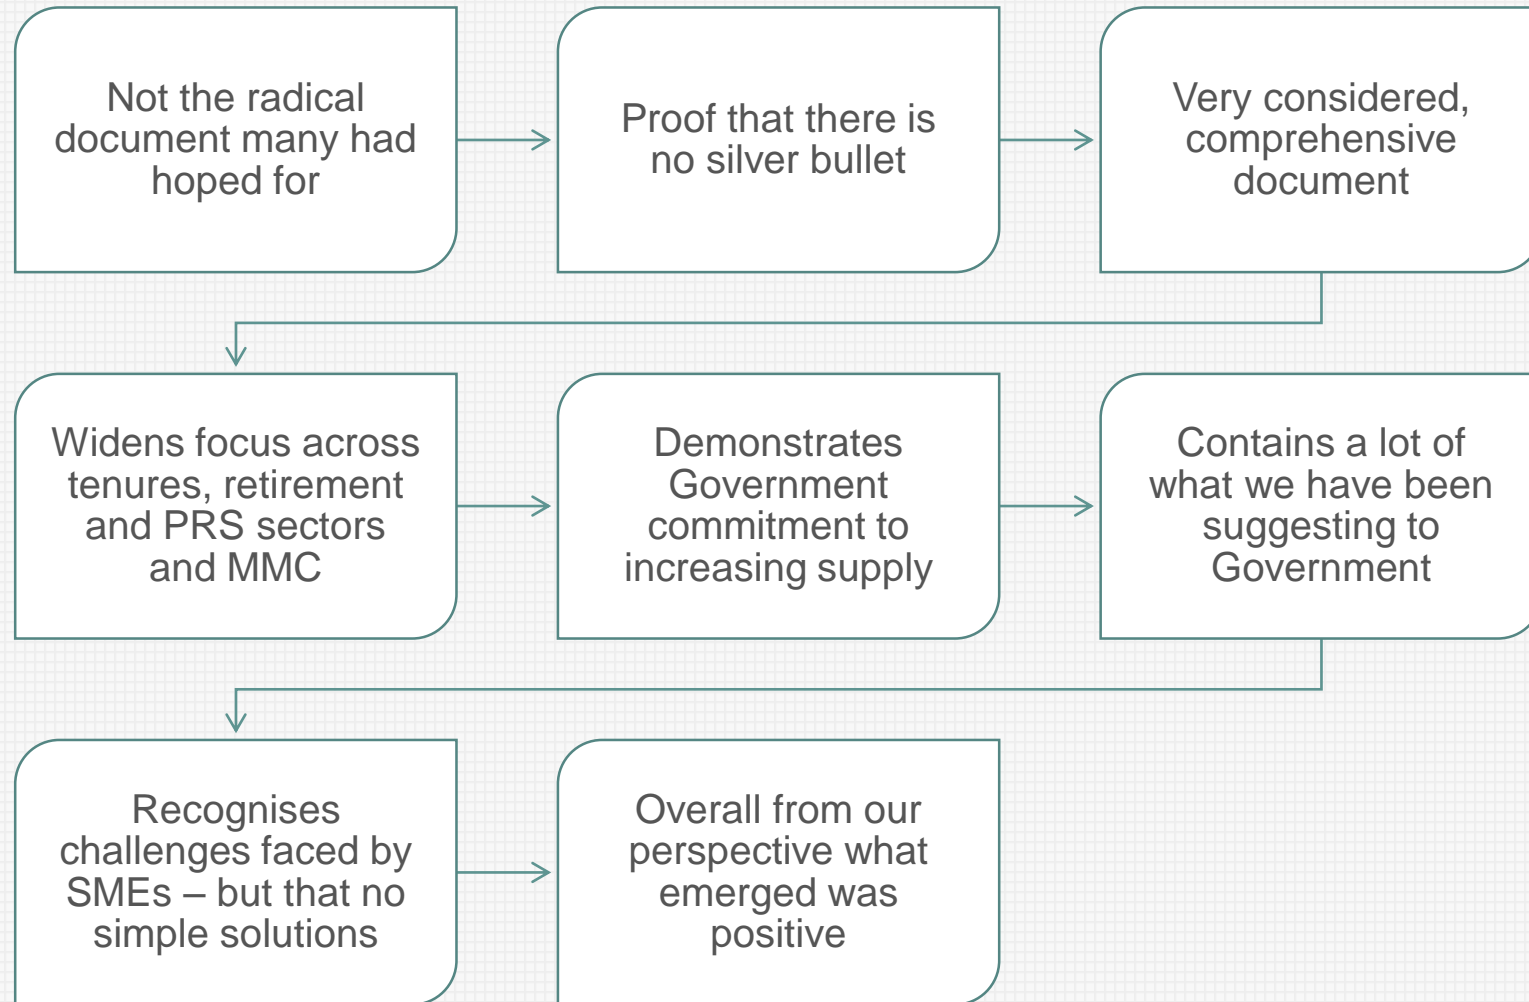 Not the radical
document many had
hoped for
Proof that there is
no silver bullet
Very considered,
comprehensive
document
Widens focus across
tenures, retirement
and PRS sectors
and MMC
Demonstrates
Government
commitment to
increasing supply
Contains a lot of
what we have been
suggesting to
Government
Recognises
challenges faced by
SMEs – but that no
simple solutions
Overall from our
perspective what
emerged was
positive